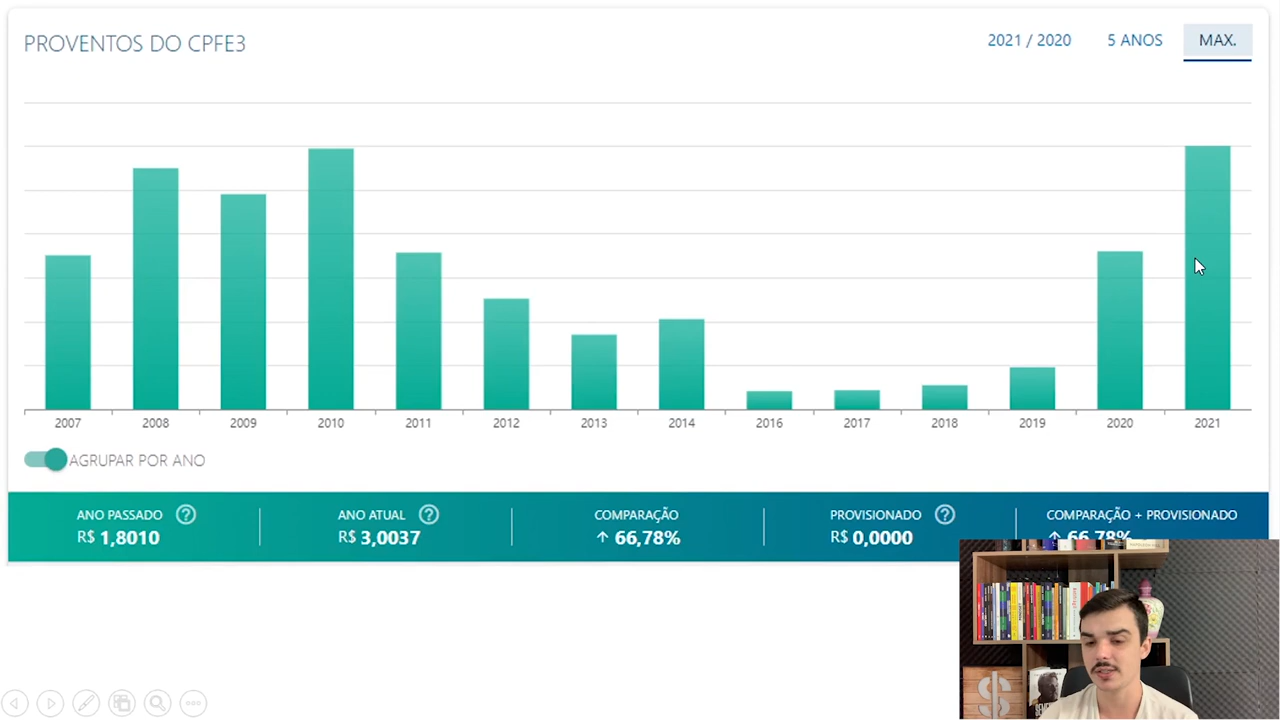 PROVENTOS DO CPFE3
2021 / 2020
5 ANOS
MAX.
2007 2008 2009 2010 2011 2012 2013 2014 2016 2017 2018 2019 2020 2021
AGRUPAR POR ANO
ANO PASSADO ?
R$ 1,8010
ANO ATUAL ?
R$ 3,0037
COMPARAÇÃO
↑ 66,78%
PROVISIONADO ?
R$ 0,0000
COMPARAÇÃO + PROVISIONADO
↑ 66,78%